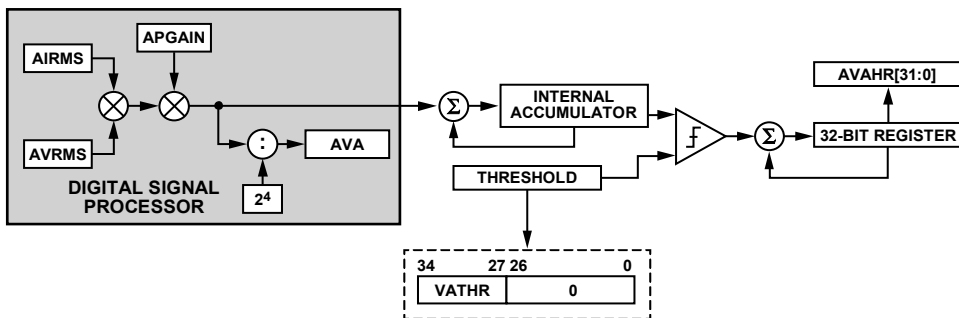 APGAIN
AIRMS
AVRMS
AVA
:
2⁴
DIGITAL SIGNAL
PROCESSOR
Σ
INTERNAL
ACCUMULATOR
THRESHOLD
Σ
AVAHR[31:0]
32-BIT REGISTER
34 27 26 0
VATHR 0